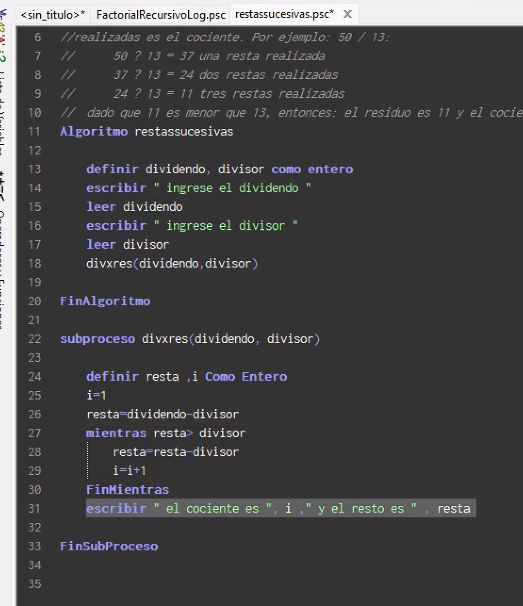 <sin_titulo>* FactorialRecursivoLog.psc restassucesivas.psc* X
6 //realizadas es el cociente. Por ejemplo: 50 / 13:
7 // 50 ? 13 = 37 una resta realizada
8 // 37 ? 13 = 24 dos restas realizadas
9 // 24 ? 13 = 11 tres restas realizadas
10 // dado que 11 es menor que 13, entonces: el residuo es 11 y el cocie
11 Algoritmo restassucesivas
12
13 definir dividendo, divisor como entero
14 escribir " ingrese el dividendo "
15 leer dividendo
16 escribir " ingrese el divisor "
17 leer divisor
18 divxres(dividendo,divisor)
19
20 FinAlgoritmo
21
22 subproceso divxres(dividendo, divisor)
23
24 definir resta ,i Como Entero
25 i=1
26 resta=dividendo-divisor
27 mientras resta> divisor
28 resta=resta-divisor
29 i=i+1
30 FinMientras
31 escribir " el cociente es ", i ," y el resto es " , resta
32
33 FinSubProceso
34
35